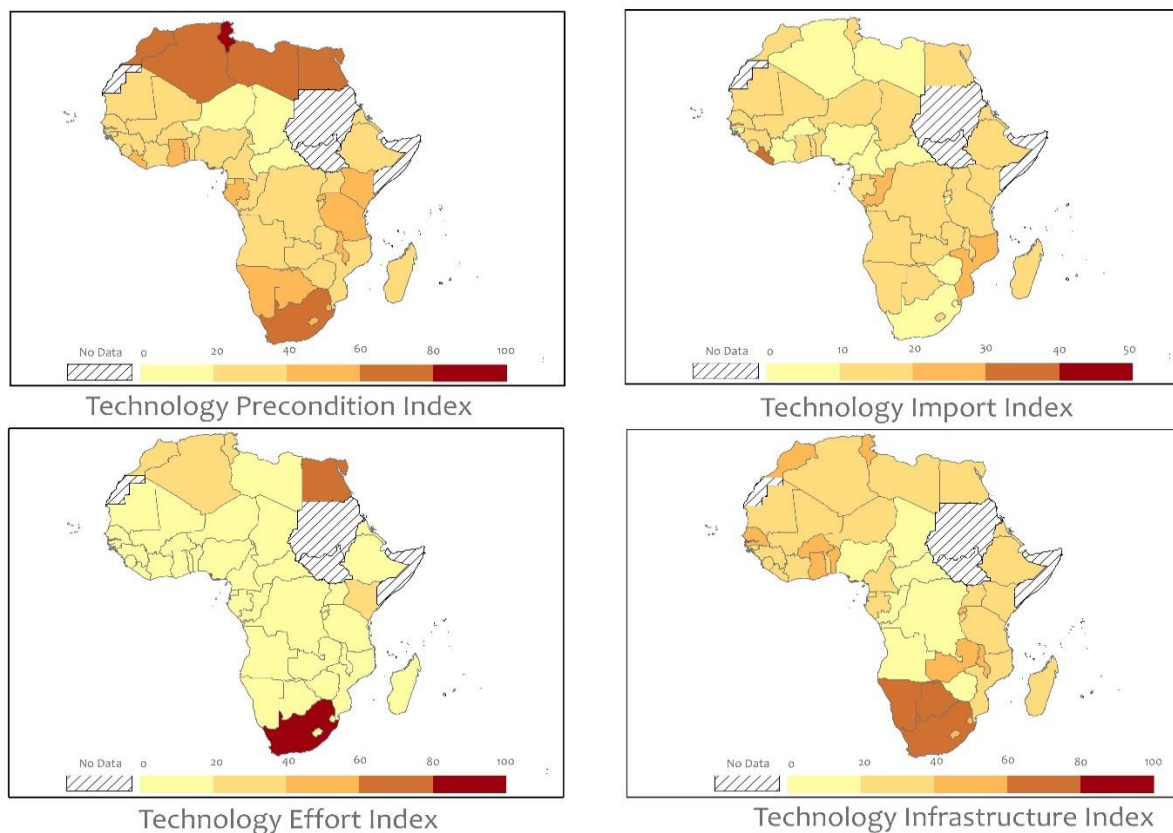 No Data 0 20 40 60 80 100
Technology Precondition Index
No Data 0 10 20 30 40 50
Technology Import Index
No Data 0 20 40 60 80 100
Technology Effort Index
No Data 0 20 40 60 80 100
Technology Infrastructure Index